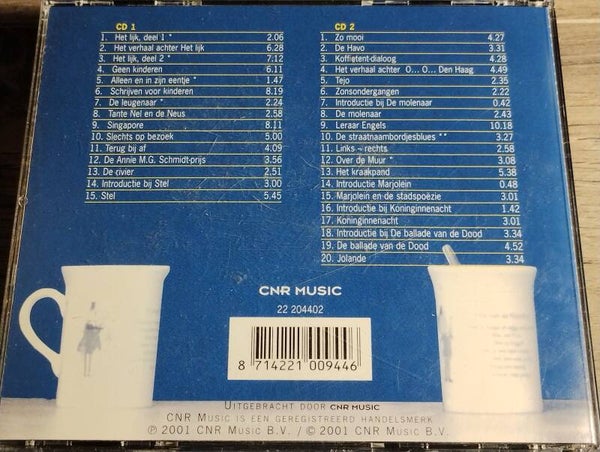 CD 1
1. Het lijk, deel 1 * 2.06
2. Het verhaal achter Het lijk 6.28
3. Het lijk, deel 2 * 7.12
4. Geen kinderen 6.11
5. Alleen en in zijn eentje * 1.47
6. Schrijven voor kinderen 8.19
7. De leugenaar * 2.24
8. Tante Nel en de Neus 2.58
9. Singapore 8.11
10. Slechts op bezoek 5.00
11. Terug bij af 4.09
12. De Annie M.G. Schmidt-prijs 3.56
13. De civier 2.51
14. Introductie bij Stel 3.00
15. Stel 5.45
CD 2
1. Zo mooi 4.27
2. De Havo 3.31
3. Koffietent-dialoog 4.28
4. Het verhaal achter O... O... Den Haag 4.49
5. Tejo 2.35
6. Zonsondergangen 2.22
7. Introductie bij De molenaar 0.42
8. De molenaar 2.43
9. Leraar Engels 10.18
10. De straatnaambordjesblues ** 3.27
11. Links – rechts 2.58
12. Over de Muur * 3.08
13. Het kraakpand 5.38
14. Introductie Marjolein 0.48
15. Marjolein en de stadspoëzie 3.01
16. Introductie bij Koninginnenacht 1.42
17. Koninginnenacht 3.01
18. Introductie bij De ballade van de Dood 3.34
19. De ballade van de Dood 4.52
20. Jolande 3.34
CNR MUSIC
22 204402
8 714221 009446
UITGEBRACHT DOOR CNR MUSIC
CNR MUSIC IS EEN GEREGISTREERD HANDELSMERK
℗ 2001 CNR MUSIC B.V. / © 2001 CNR MUSIC B.V.